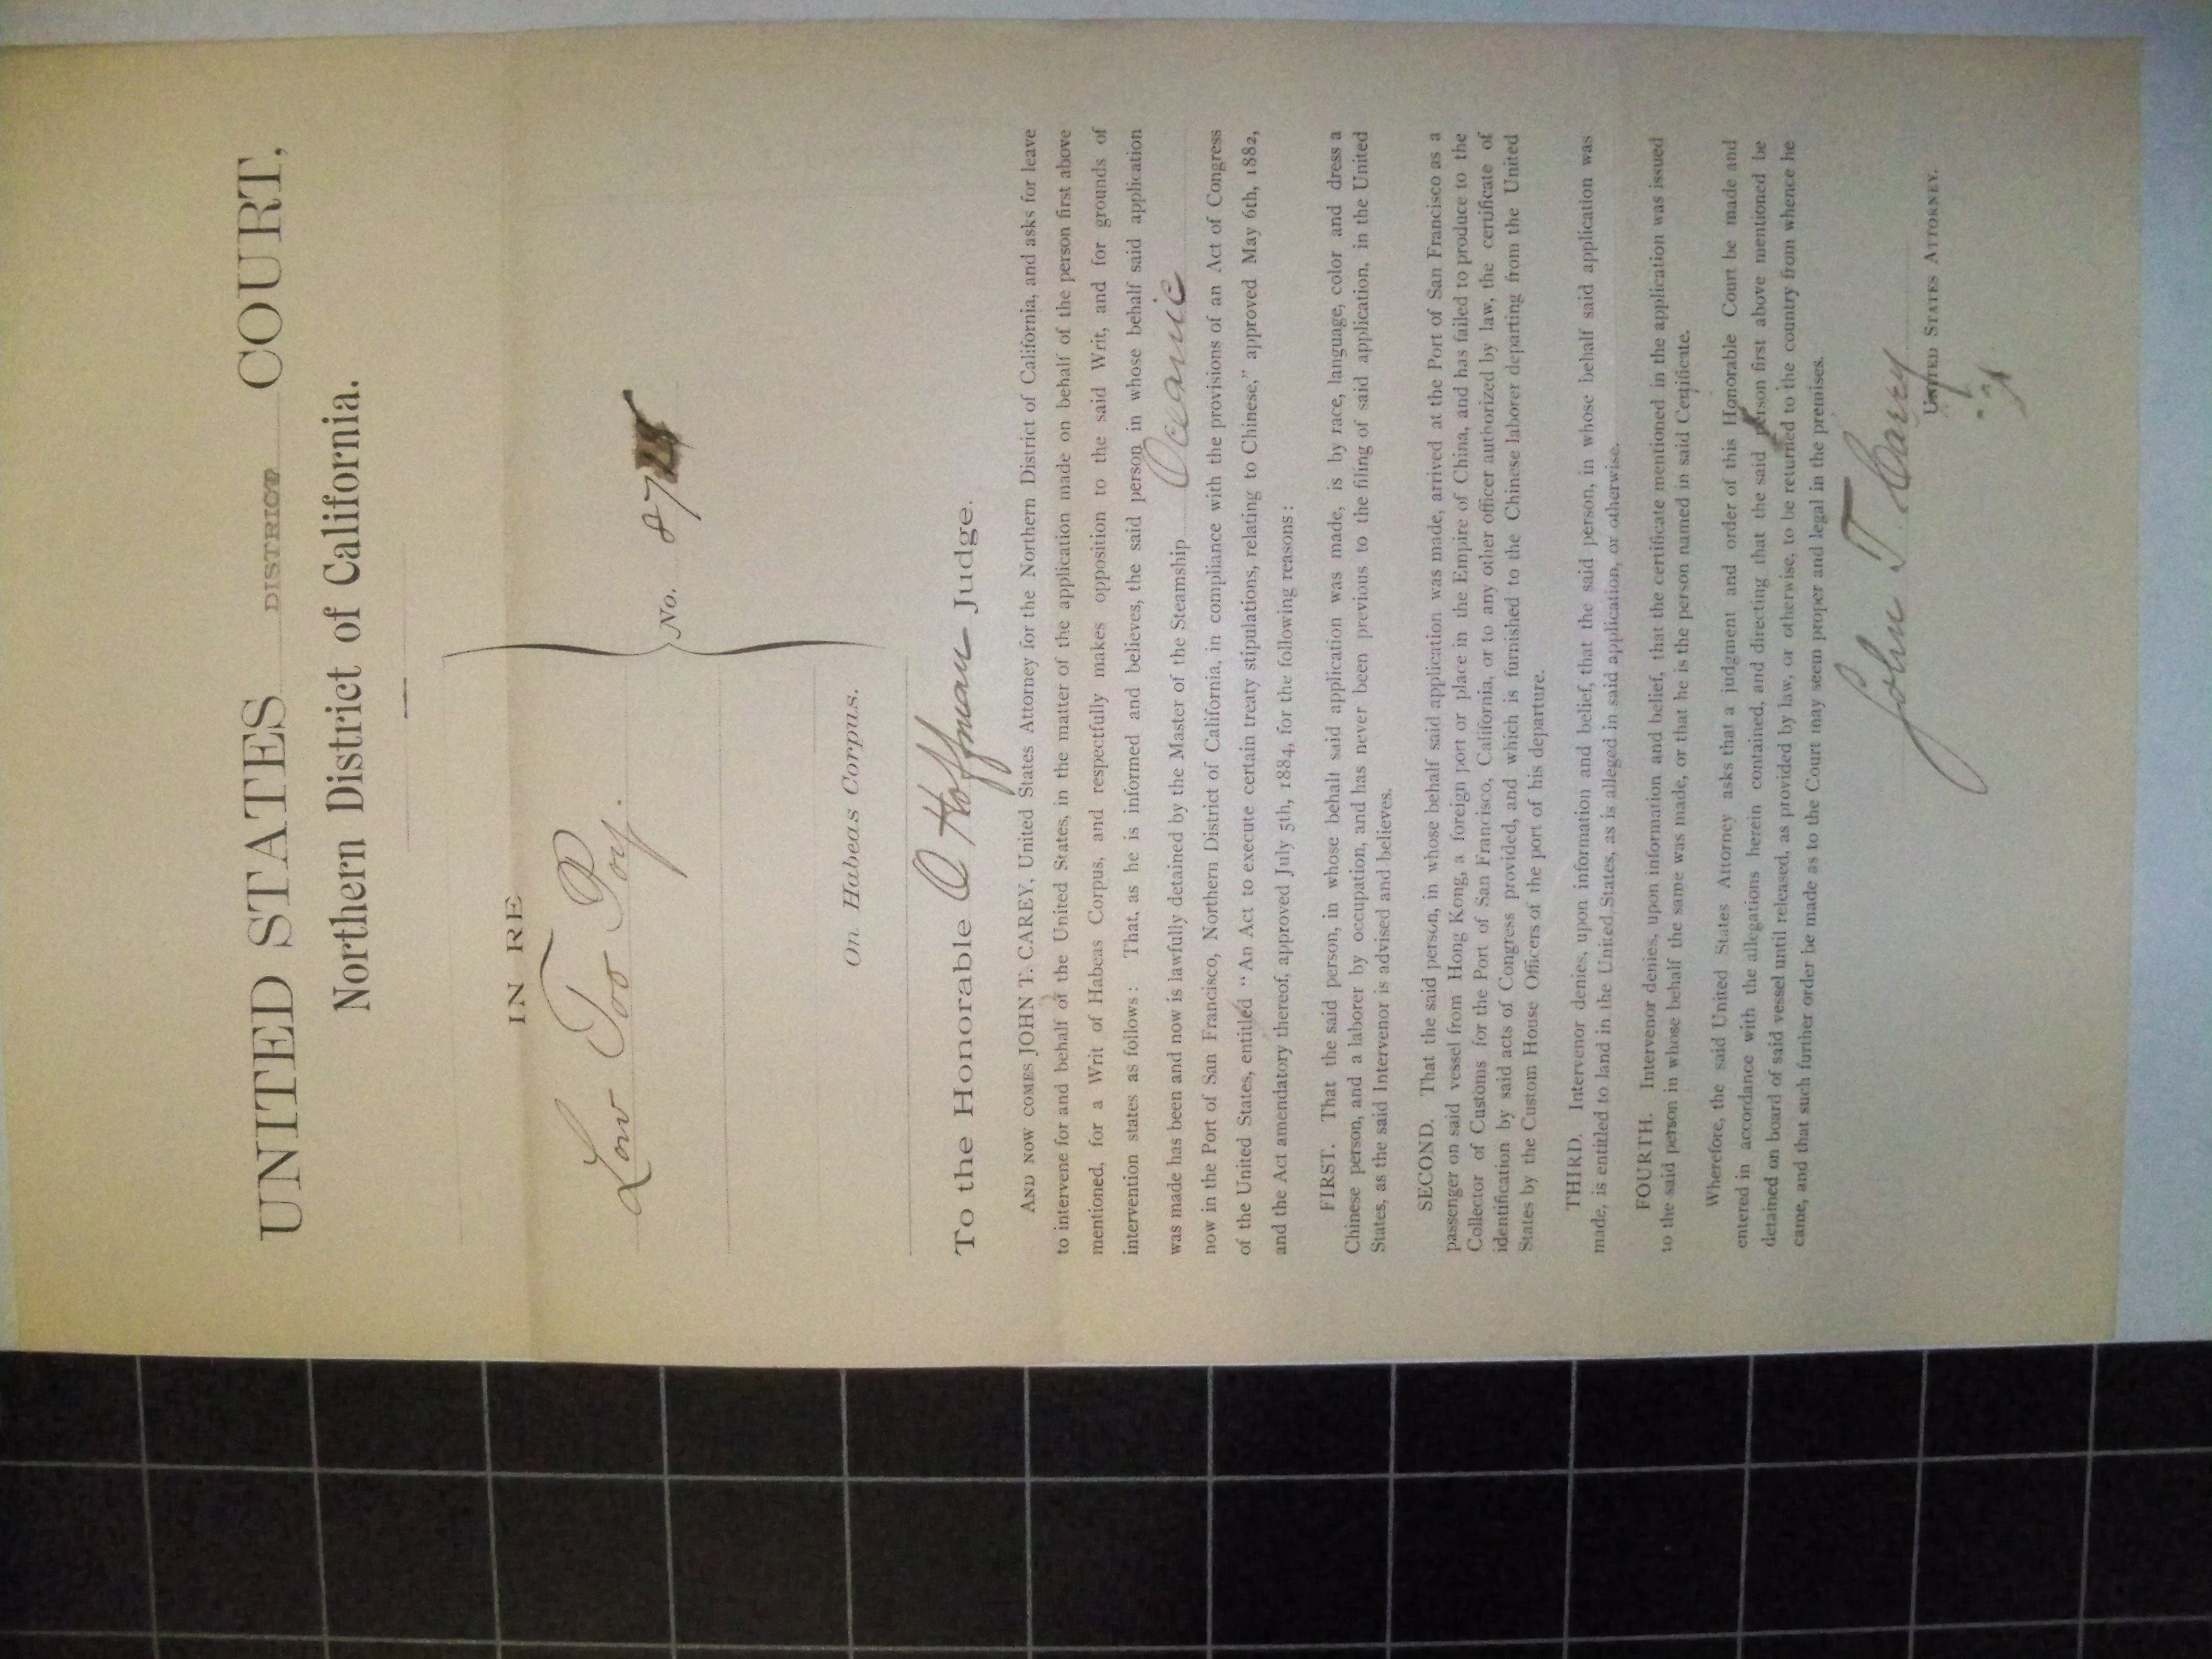 UNITED STATES DISTRICT COURT,
Northern District of California.
IN RE
Low Too Poy.
No. 87
On Habeas Corpus.
To the Honorable O Hoffman Judge.
AND NOW COMES JOHN T. CAREY, United States Attorney for the Northern District of California, and asks for leave
to intervene for and behalf of the United States, in the matter of the application made on behalf of the person first above
mentioned, for a Writ of Habeas Corpus, and respectfully makes opposition to the said Writ, and for grounds of
intervention states as follows: That, as he is informed and believes, the said person in whose behalf said application
was made has been and now is lawfully detained by the Master of the Steamship Oceanic
now in the Port of San Francisco, Northern District of California, in compliance with the provisions of an Act of Congress
of the United States, entitled "An Act to execute certain treaty stipulations, relating to Chinese," approved May 6th, 1882,
and the Act amendatory thereof, approved July 5th, 1884, for the following reasons:
FIRST. That the said person, in whose behalf said application was made, is by race, language, color and dress a
Chinese person, and a laborer by occupation, and has never been previous to the filing of said application, in the United
States, as the said Intervenor is advised and believes.
SECOND. That the said person, in whose behalf said application was made, arrived at the Port of San Francisco as a
passenger on said vessel from Hong Kong, a foreign port or place in the Empire of China, and has failed to produce to the
Collector of Customs for the Port of San Francisco, California, or to any other officer authorized by law, the certificate of
identification by said acts of Congress provided, and which is furnished to the Chinese laborer departing from the United
States by the Custom House Officers of the port of his departure.
THIRD. Intervenor denies, upon information and belief, that the said person, in whose behalf said application was
made, is entitled to land in the United States, as is alleged in said application, or otherwise.
FOURTH. Intervenor denies, upon information and belief, that the certificate mentioned in the application was issued
to the said person in whose behalf the same was made, or that he is the person named in said Certificate.
Wherefore, the said United States Attorney asks that a judgment and order of this Honorable Court be made and
entered in accordance with the allegations herein contained, and directing that the said person first above mentioned be
detained on board of said vessel until released, as provided by law, or otherwise, to be returned to the country from whence he
came, and that such further order be made as to the Court may seem proper and legal in the premises.
John T. Carey
UNITED STATES ATTORNEY.